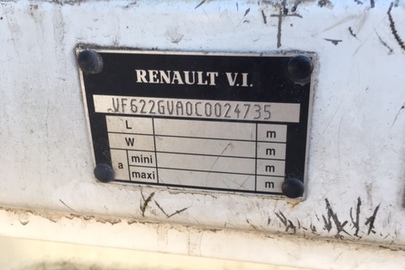 RENAULT V.I.
VF622GVA0C0024735
L m
W m
a mini m
maxi m